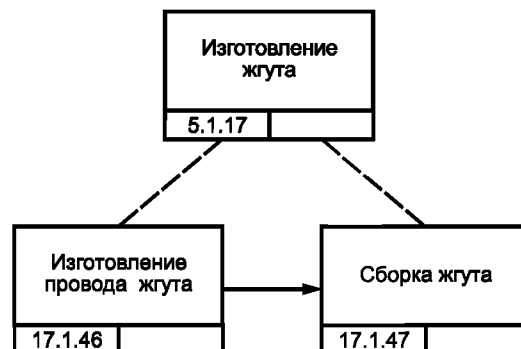 Изготовление
жгута
5.1.17
Изготовление
провода жгута
17.1.46
Сборка жгута
17.1.47